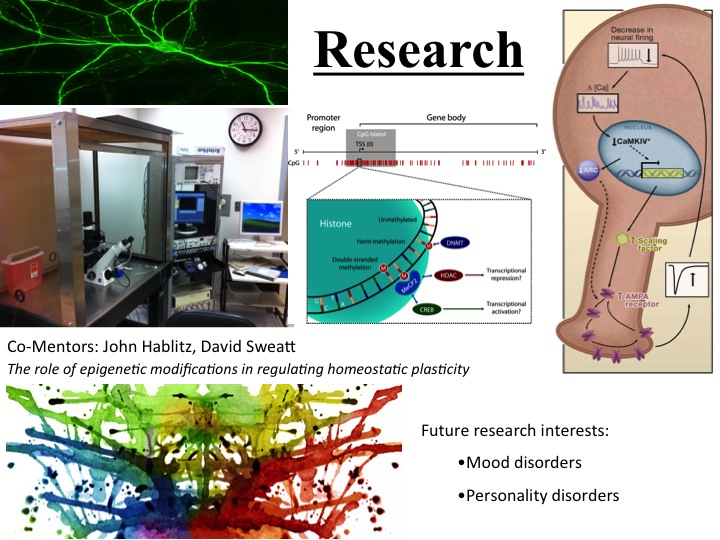 Research
Promoter
region
Gene body
CpG Island
TSS (0)
5'
3'
CpG
Histone
Unmethylated
Hemi-methylation
Double-stranded
methylation
M
M
M
DNMT
MeCP2
HDAC
CREB
Transcriptional
repression?
Transcriptional
activation?
G
C
A
Decrease in
neural firing
Δ [Ca]
NUCLEUS
↓CaMKIV*
↓ARC
↑ Scaling
factor
↑ AMPA
receptor
Co-Mentors: John Hablitz, David Sweatt
The role of epigenetic modifications in regulating homeostatic plasticity
Future research interests:
•Mood disorders
•Personality disorders